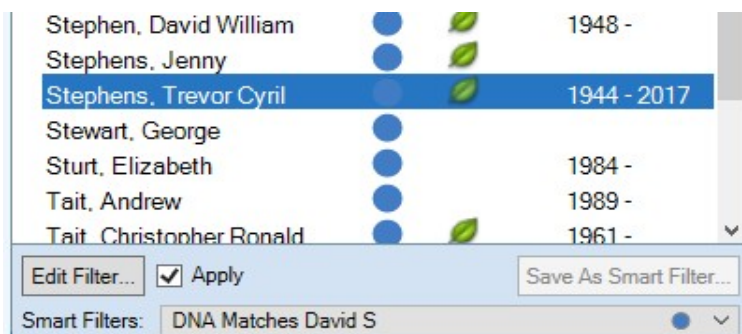 Stephen, David William 1948 -
Stephens, Jenny
Stephens, Trevor Cyril 1944 - 2017
Stewart, George
Sturt, Elizabeth 1984 -
Tait, Andrew 1989 -
Tait, Christopher Ronald 1961 -
Edit Filter... Apply Save As Smart Filter...
Smart Filters: DNA Matches David S